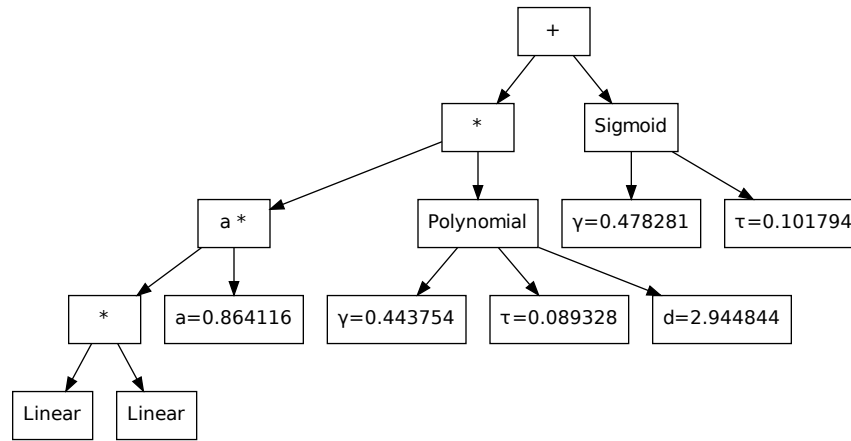 +
*
Sigmoid
a *
Polynomial
γ=0.478281
τ=0.101794
*
a=0.864116
γ=0.443754
τ=0.089328
d=2.944844
Linear
Linear